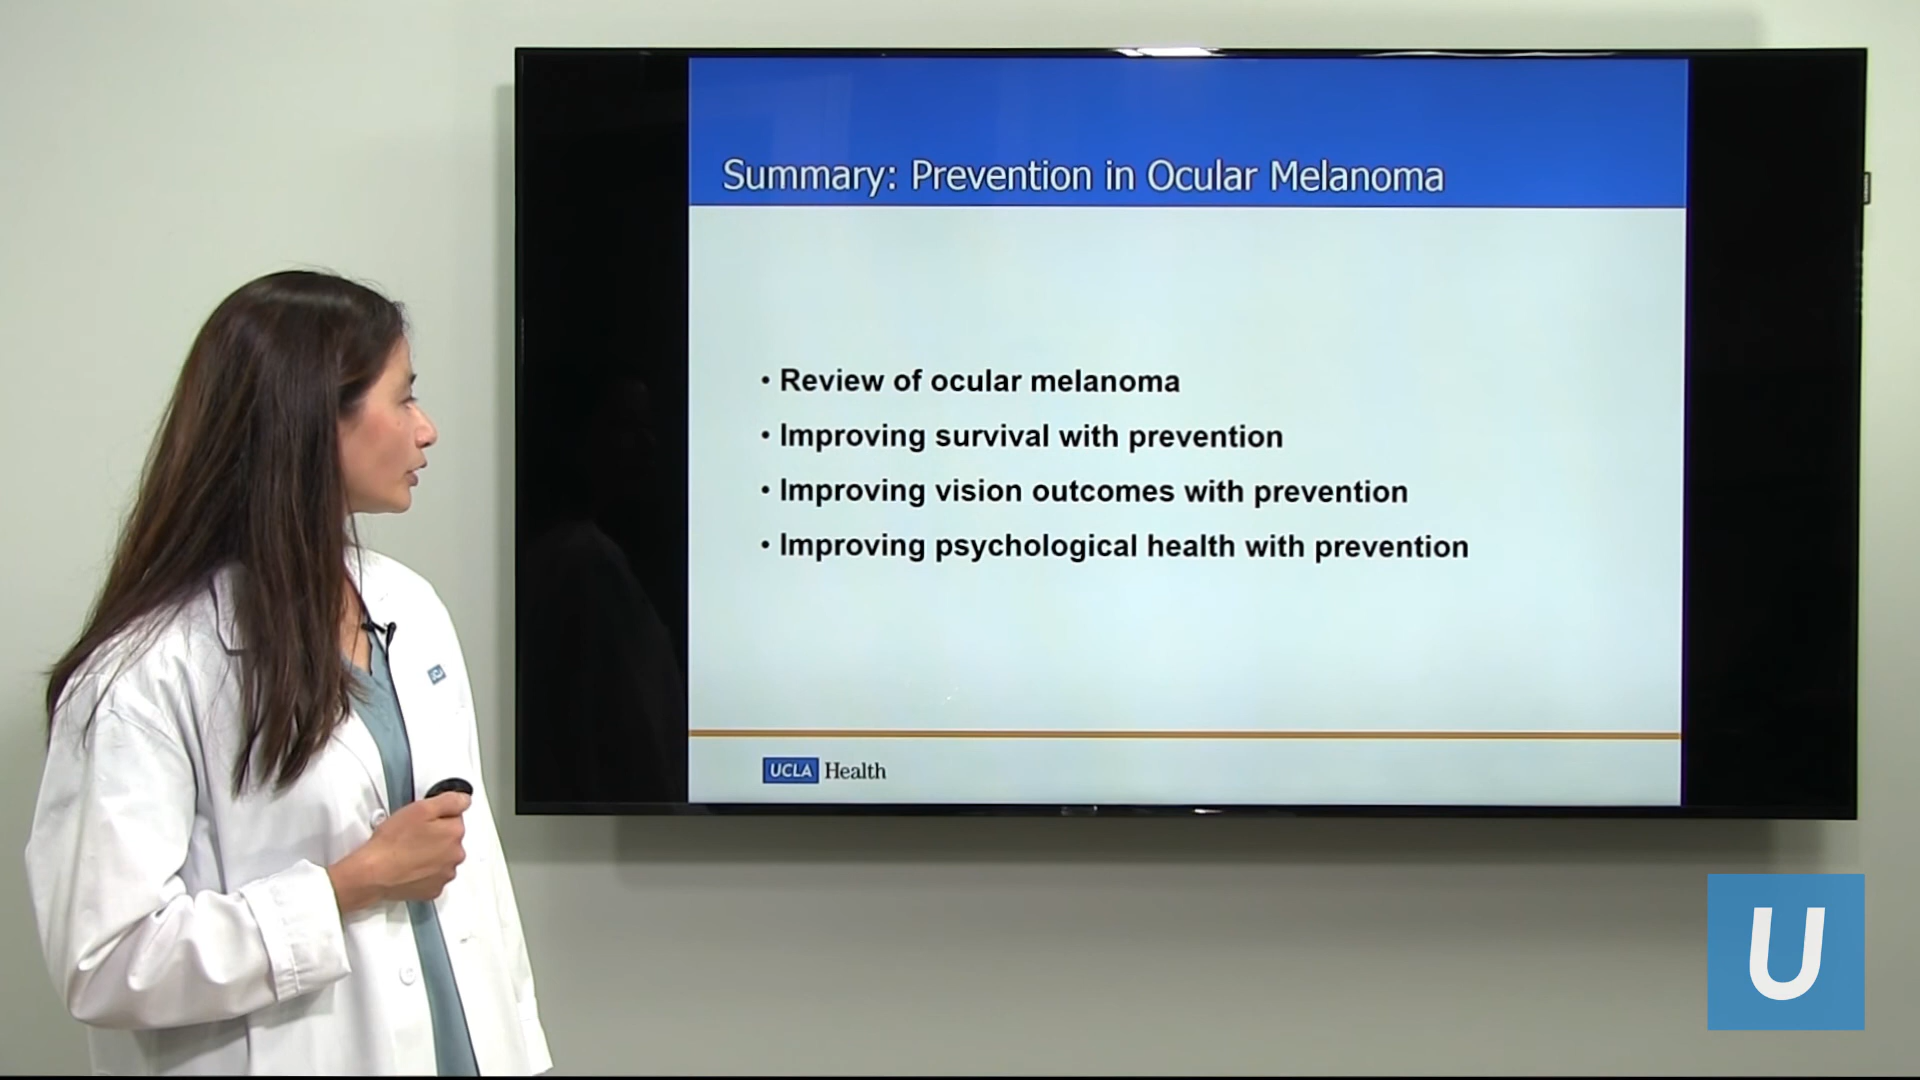 Summary: Prevention in Ocular Melanoma
• Review of ocular melanoma
• Improving survival with prevention
• Improving vision outcomes with prevention
• Improving psychological health with prevention
UCLA Health
UCLA
U